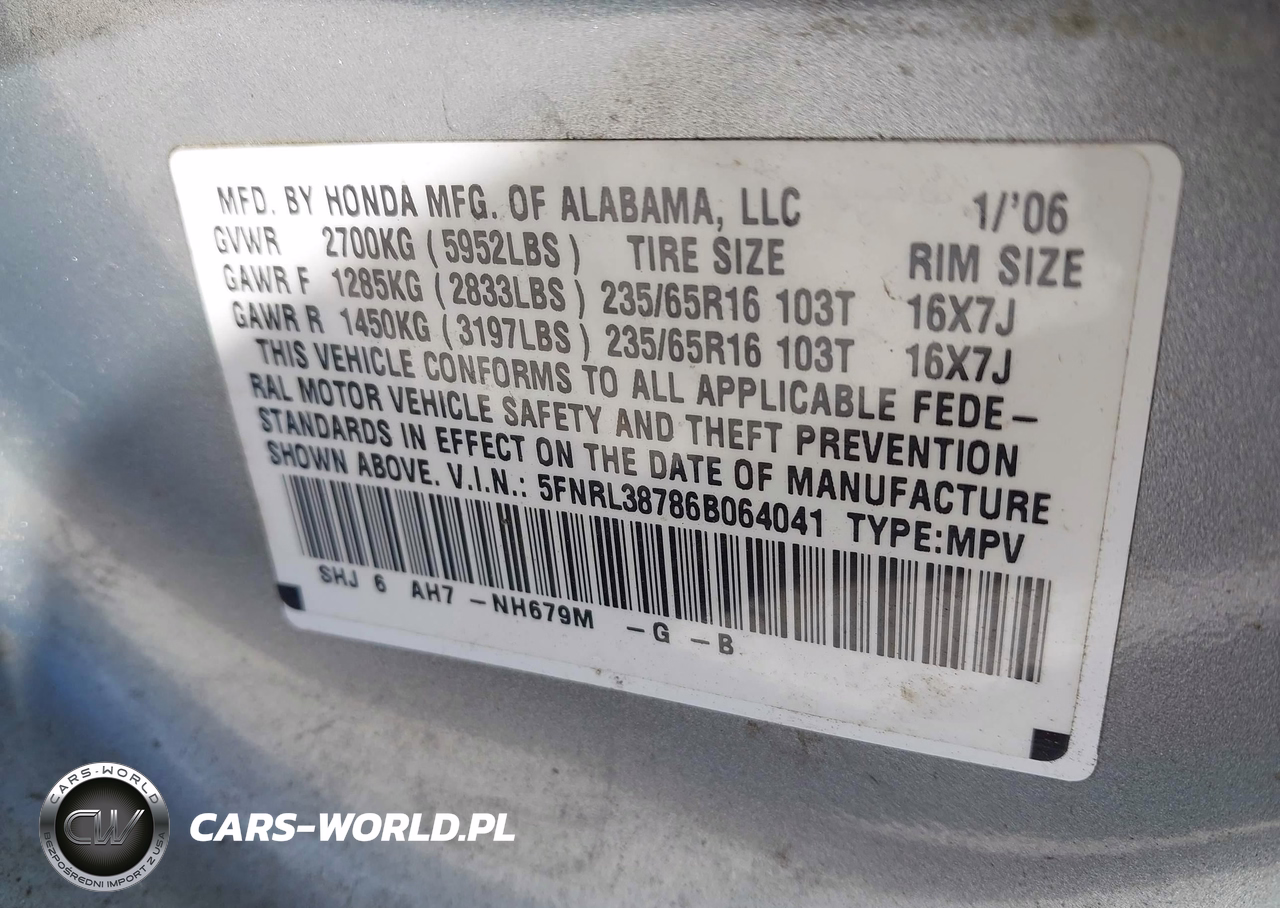 MFD. BY HONDA MFG. OF ALABAMA, LLC 1/'06
GVWR 2700KG (5952LBS) TIRE SIZE RIM SIZE
GAWR F 1285KG (2833LBS) 235/65R16 103T 16X7J
GAWR R 1450KG (3197LBS) 235/65R16 103T 16X7J
THIS VEHICLE CONFORMS TO ALL APPLICABLE FEDE-
RAL MOTOR VEHICLE SAFETY AND THEFT PREVENTION
STANDARDS IN EFFECT ON THE DATE OF MANUFACTURE
SHOWN ABOVE. V.I.N.: 5FNRL38786B064041 TYPE:MPV
SHJ 6 AH7 -NH679M -G -B
CARS-WORLD
CW
BEZPOŚREDNI IMPORT Z USA
CARS-WORLD.PL